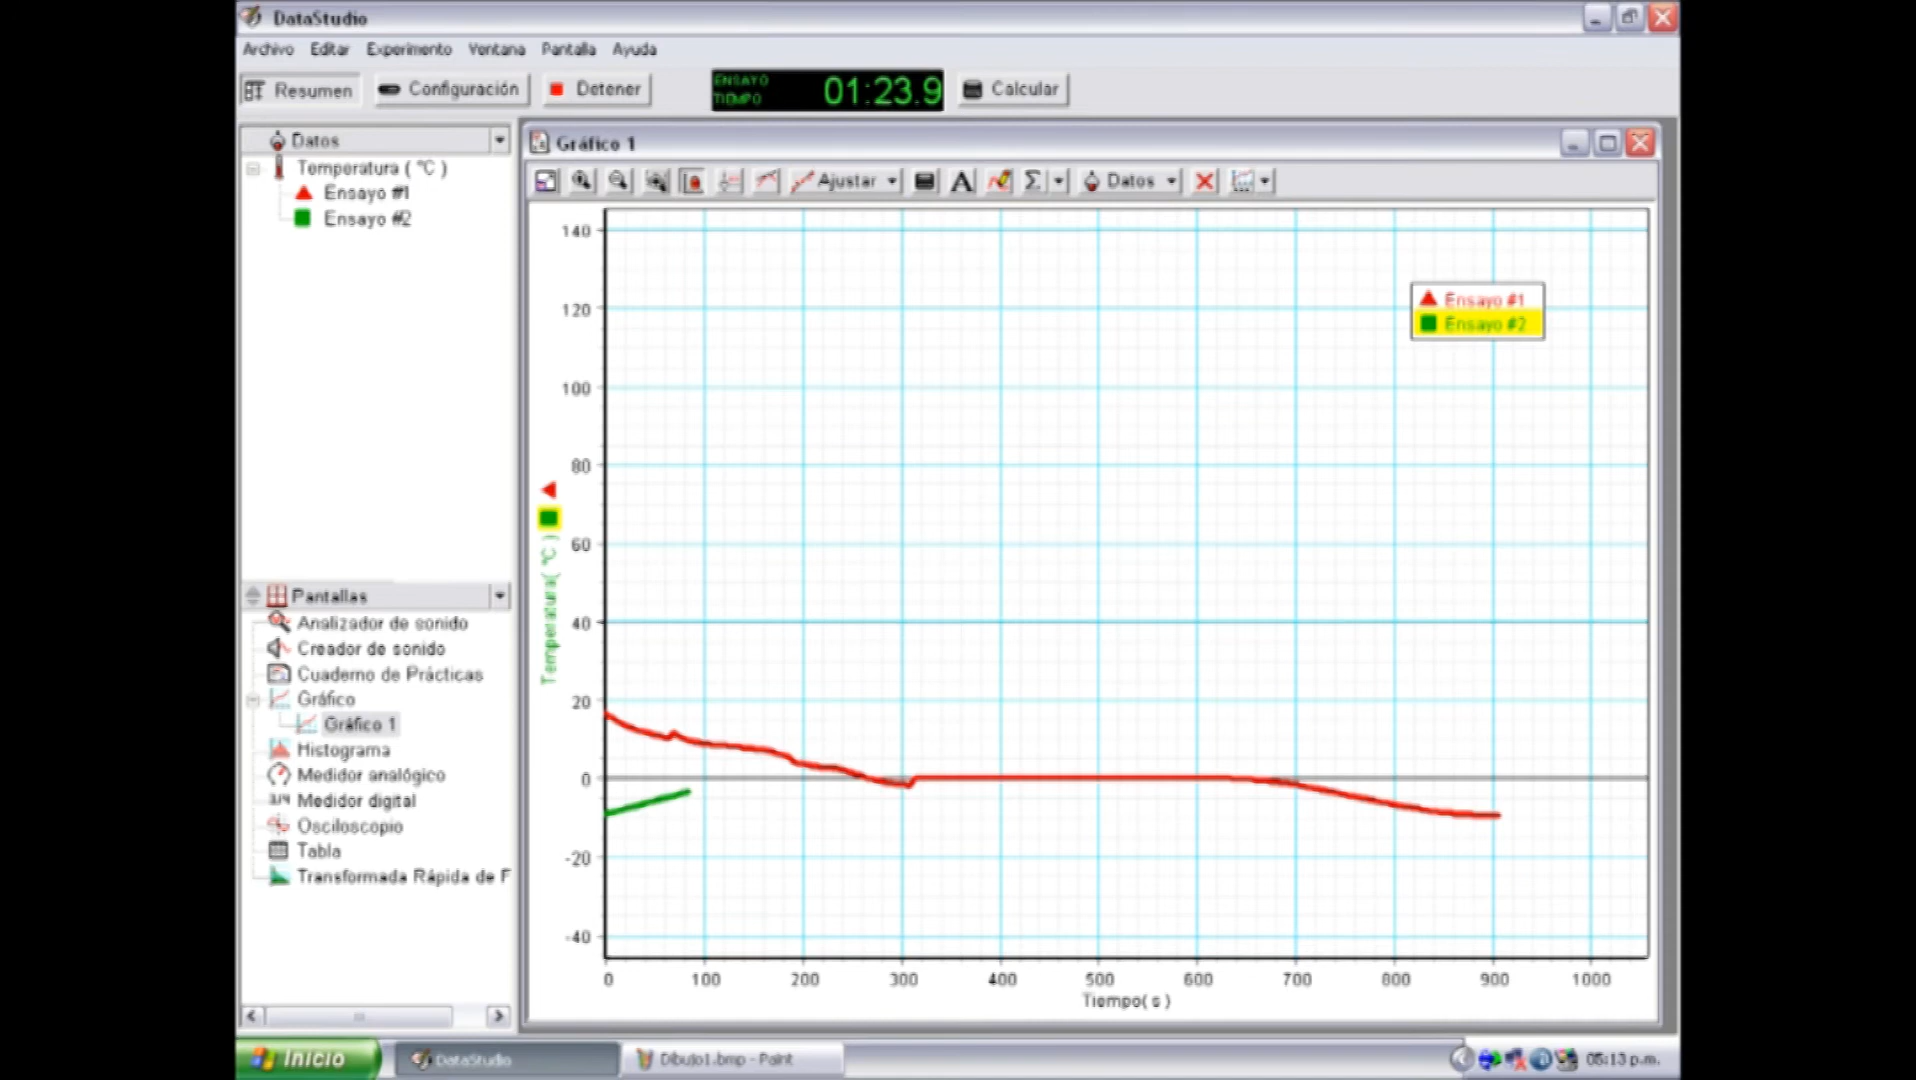 DataStudio
Archivo Editar Experimento Ventana Pantalla Ayuda
Resumen Configuración Detener ENSAYO TIEMPO 01:23.9 Calcular
Datos
Temperatura ( ºC )
Ensayo #1
Ensayo #2
Pantallas
Analizador de sonido
Creador de sonido
Cuaderno de Prácticas
Gráfico
Gráfico 1
Histograma
Medidor analógico
3.14 Medidor digital
Osciloscopio
Tabla
Transformada Rápida de F
Gráfico 1
Ajustar A Σ Datos
Ensayo #1
Ensayo #2
Temperatura( ºC )
140
120
100
80
60
40
20
0
-20
-40
0 100 200 300 400 500 600 700 800 900 1000
Tiempo( s )
Inicio DataStudio Dibujo1.bmp - Paint 05:13 p.m.